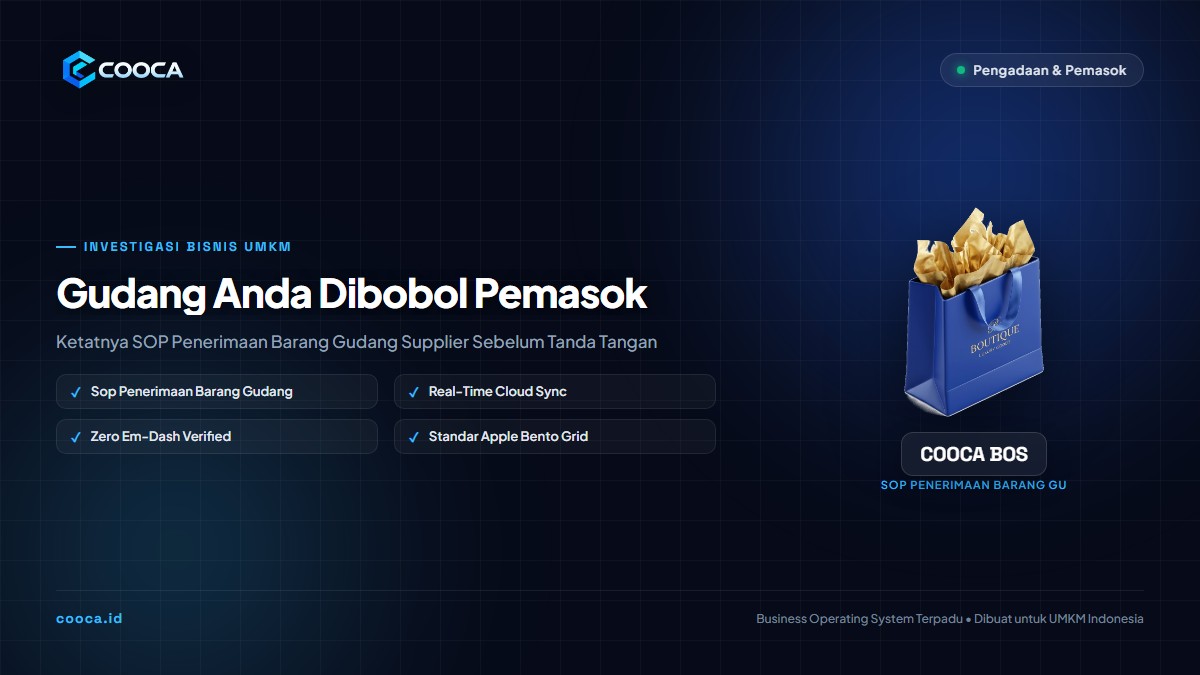 COOCA
Pengadaan & Pemasok
INVESTIGASI BISNIS UMKM
Gudang Anda Dibobol Pemasok
Ketatnya SOP Penerimaan Barang Gudang Supplier Sebelum Tanda Tangan
✓ Sop Penerimaan Barang Gudang
✓ Real-Time Cloud Sync
✓ Zero Em-Dash Verified
✓ Standar Apple Bento Grid
BOUTIQUE
COOCA BOS
SOP PENERIMAAN BARANG GU
cooca.id
Business Operating System Terpadu • Dibuat untuk UMKM Indonesia